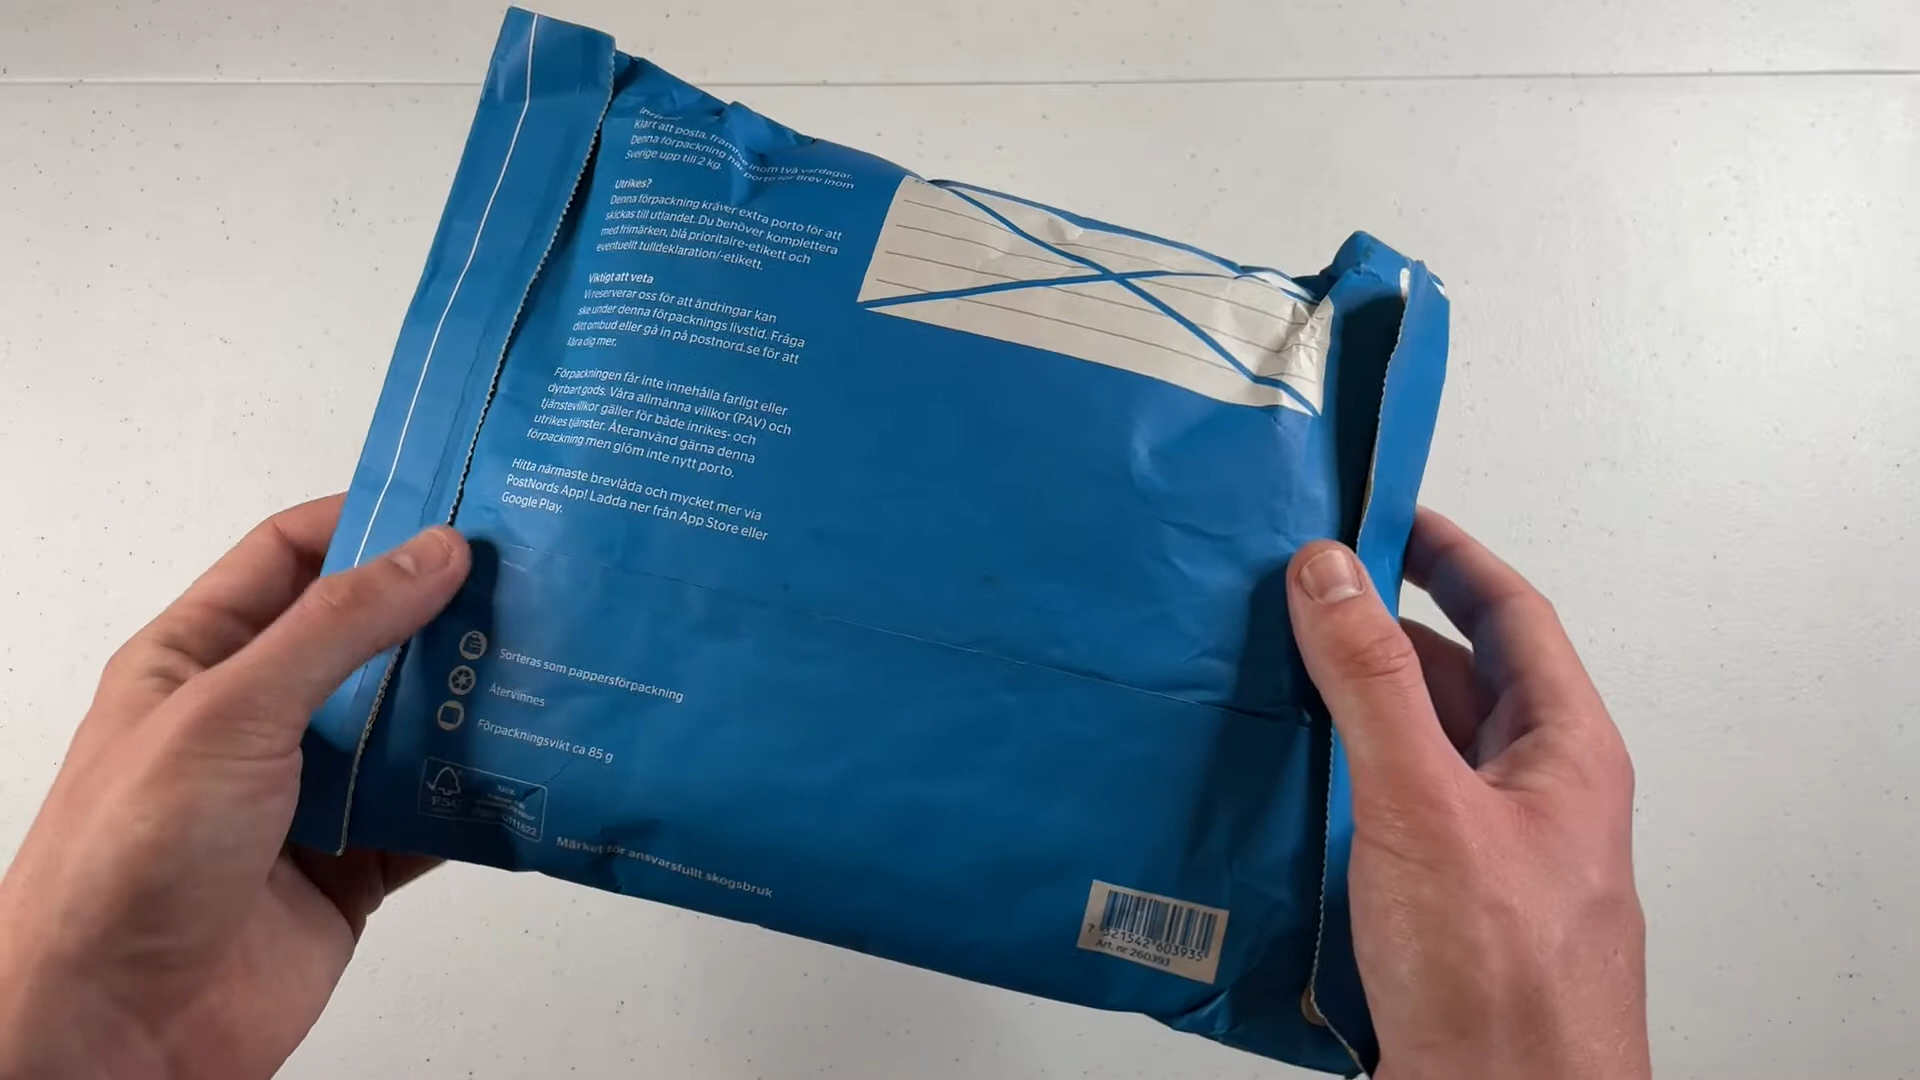 Inrikes?
Klart att posta, framme inom två vardagar.
Denna förpackning har porto för Brev inom
Sverige upp till 2 kg.
Utrikes?
Denna förpackning kräver extra porto för att
skickas till utlandet. Du behöver komplettera
med frimärken, blå prioritaire-etikett och
eventuellt tulldeklaration/-etikett.
Viktigt att veta
Vi reserverar oss för att ändringar kan
ske under denna förpacknings livstid. Fråga
ditt ombud eller gå in på postnord.se för att
lära dig mer.
Förpackningen får inte innehålla farligt eller
dyrbart gods. Våra allmänna villkor (PAV) och
tjänstevillkor gäller för både inrikes- och
utrikes tjänster. Återanvänd gärna denna
förpackning men glöm inte nytt porto.
Hitta närmaste brevlåda och mycket mer via
PostNords App! Ladda ner från App Store eller
Google Play.
Sorteras som pappersförpackning
Återvinnes
Förpackningsvikt ca 85 g
FSC
MIX
C111622
Märket för ansvarsfullt skogsbruk
7 321542 603935
Art. nr 260393